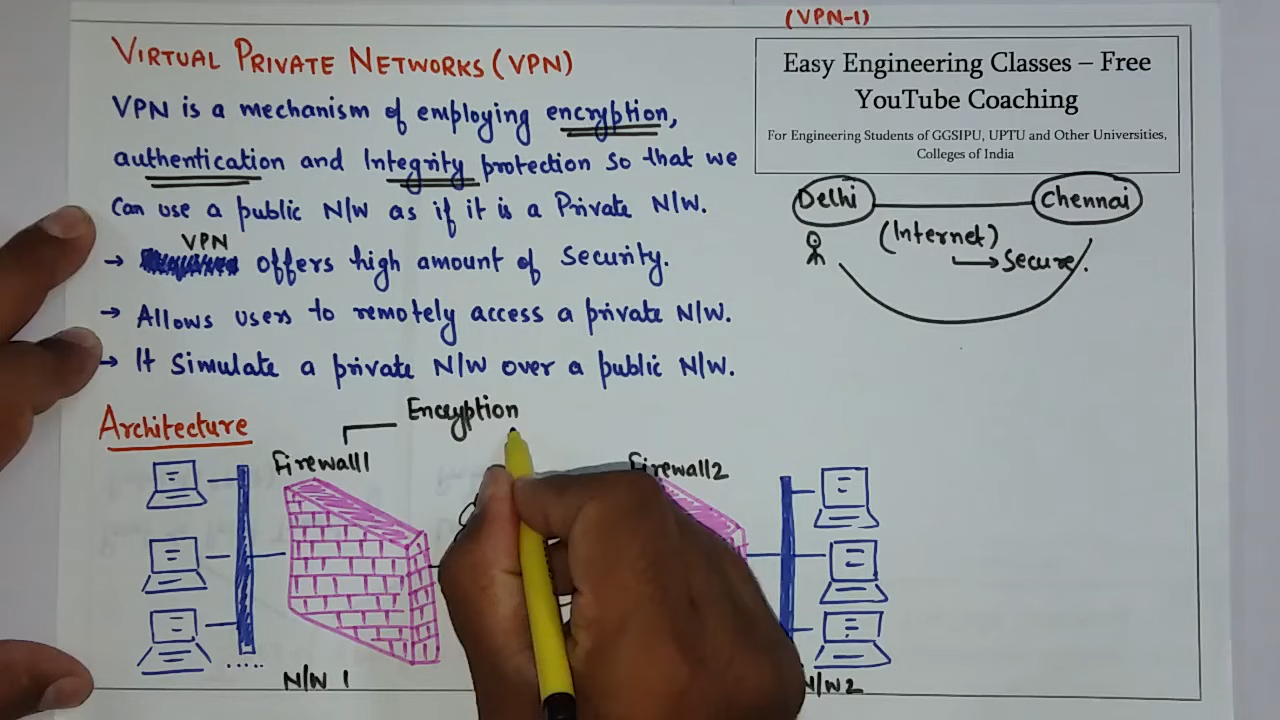 (VPN-1)
VIRTUAL PRIVATE NETWORKS (VPN)
VPN is a mechanism of employing encryption,
authentication and Integrity protection so that we
Can use a public N/W as if it is a Private N/W.
→ VPN offers high amount of security.
→ Allows users to remotely access a private N/W.
→ It Simulate a private N/W over a public N/W.
Easy Engineering Classes – Free
YouTube Coaching
For Engineering Students of GGSIPU, UPTU and Other Universities,
Colleges of India
Delhi
Chennai
(Internet)
→ Secure.
Architecture
Encryption
Firewall1
Firewall2
N/W 1
N/W2